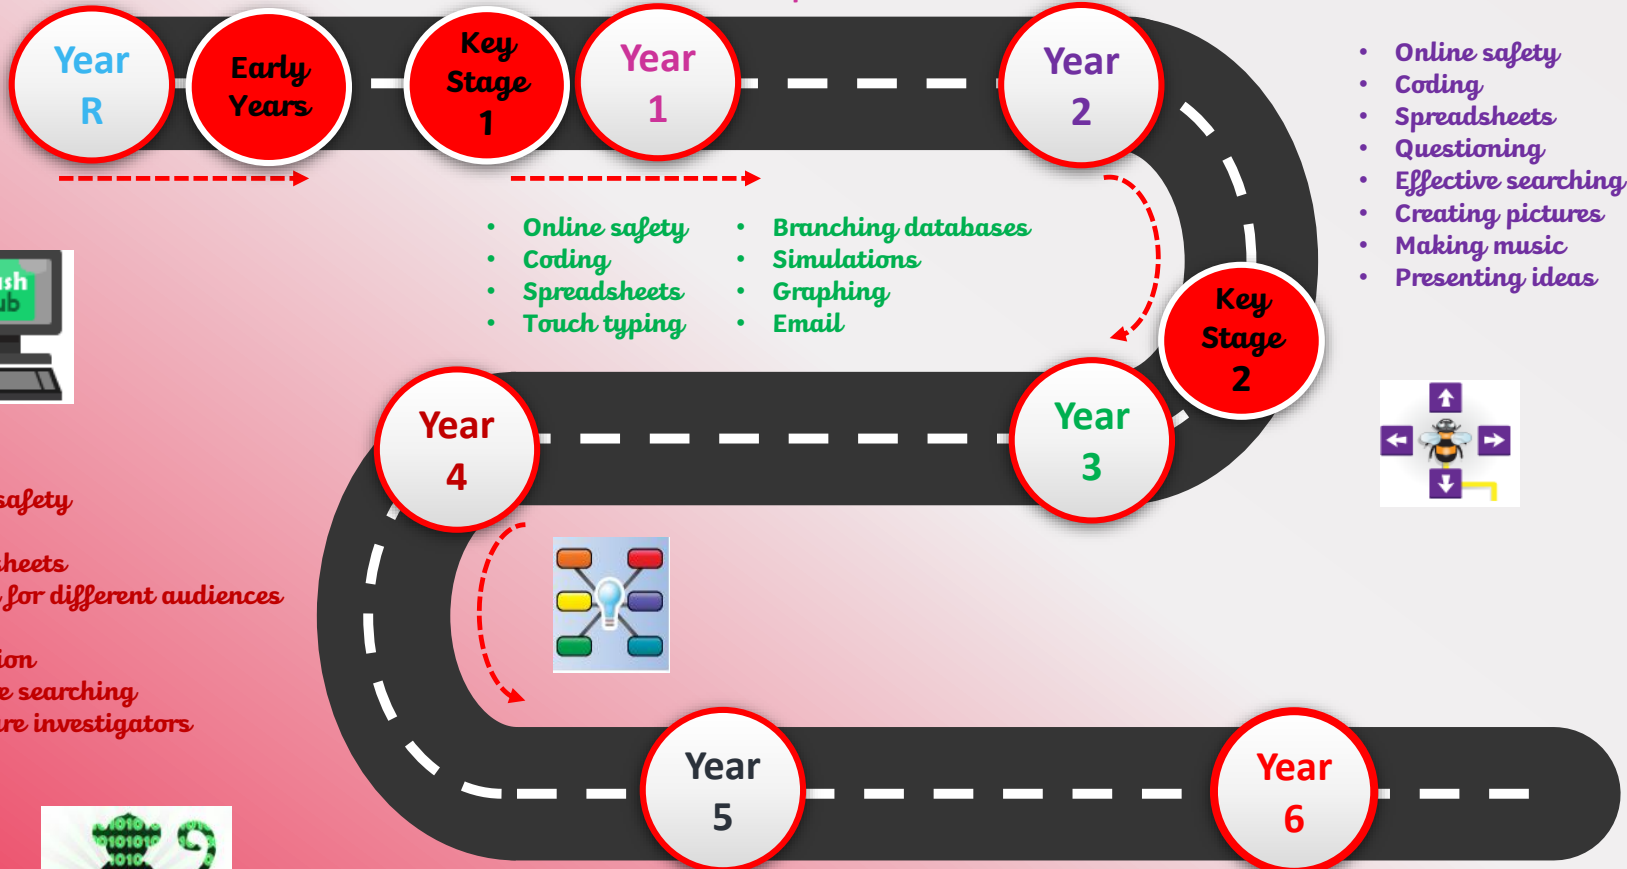 Year
R
Early
Years
Key
Stage
1
Year
1
Year
2
• Online safety
• Coding
• Spreadsheets
• Questioning
• Effective searching
• Creating pictures
• Making music
• Presenting ideas
• Online safety
• Coding
• Spreadsheets
• Touch typing
• Branching databases
• Simulations
• Graphing
• Email
Key
Stage
2
Year
3
Year
4
safety
heets
for different audiences
ion
e searching
re investigators
Year
5
Year
6